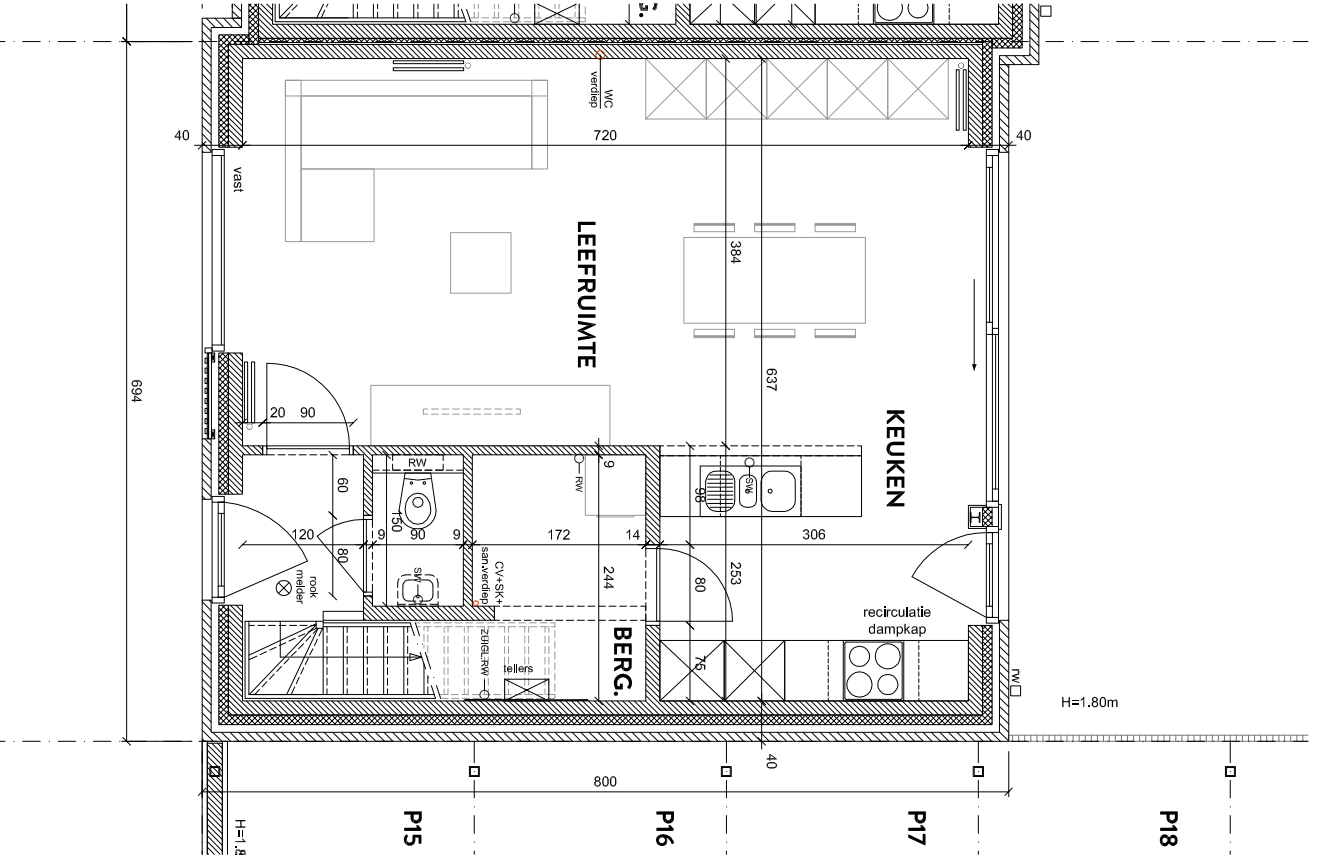 WC
verdiep
40
720
40
vast
LEEFRUIMTE
384
637
694
KEUKEN
20 90
RW
9
RW
SW
98
60
150
120
9
90
9
172
14
306
80
rook
melder
SW
CV+SK+
san.verdiep
244
80
253
recirculatie
dampkap
BERG.
ZUIGL.RW
tellers
75
rw
H=1.80m
40
800
P15
P16
P17
P18